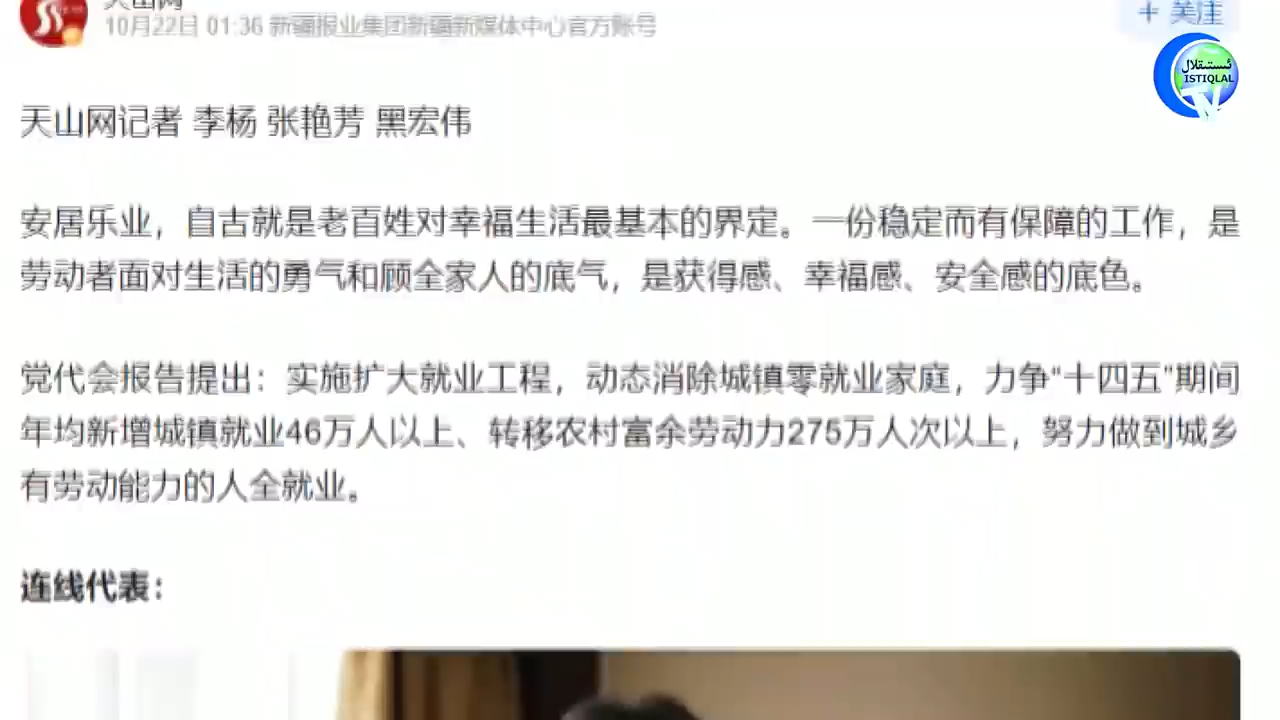 天山网
10月22日 01:36 新疆报业集团新疆新媒体中心官方账号
+ 关注
ئىستىقلال
ISTIQLAL
天山网记者 李杨 张艳芳 黑宏伟
安居乐业，自古就是老百姓对幸福生活最基本的界定。一份稳定而有保障的工作，是
劳动者面对生活的勇气和顾全家人的底气，是获得感、幸福感、安全感的底色。
党代会报告提出：实施扩大就业工程，动态消除城镇零就业家庭，力争“十四五”期间
年均新增城镇就业46万人以上、转移农村富余劳动力275万人次以上，努力做到城乡
有劳动能力的人全就业。
连线代表：